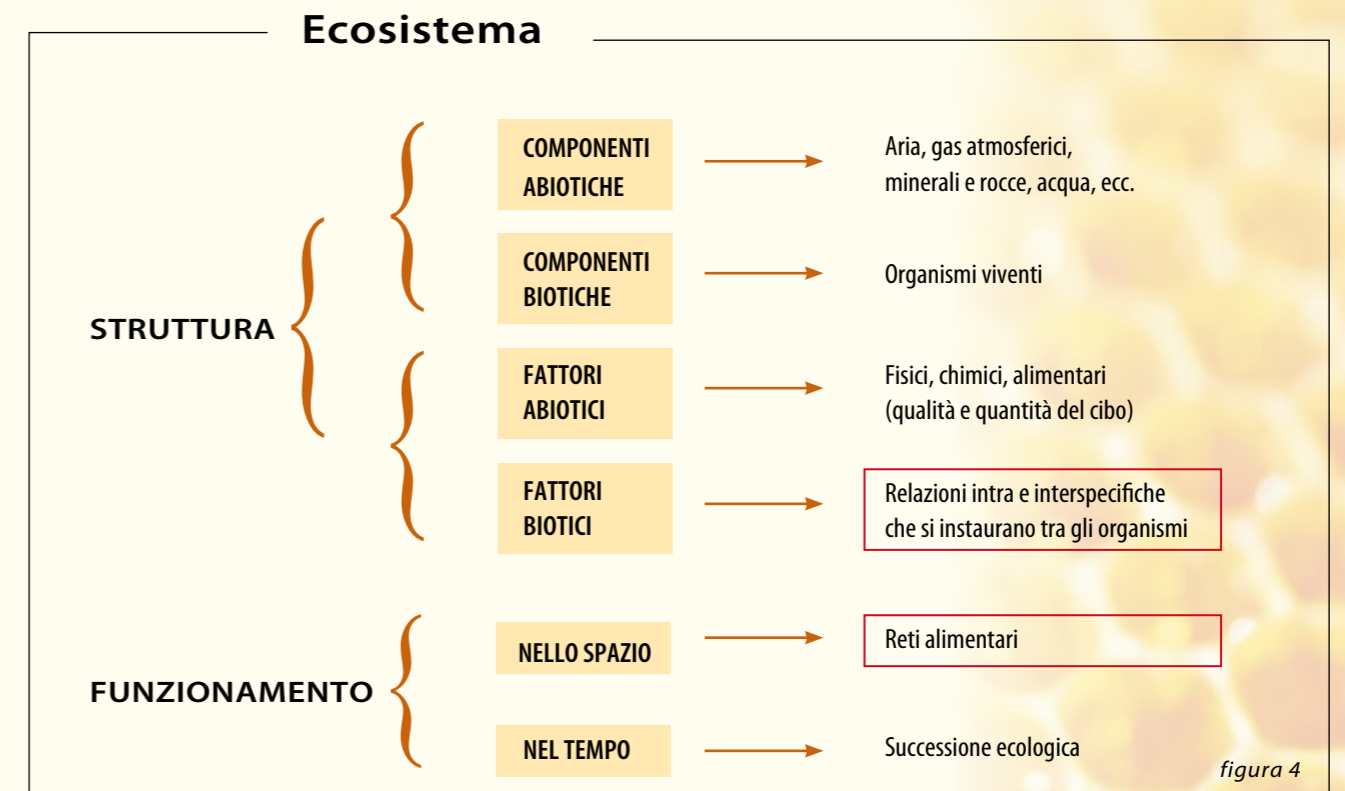 Ecosistema
STRUTTURA
COMPONENTI
ABIOTICHE
Aria, gas atmosferici,
minerali e rocce, acqua, ecc.
COMPONENTI
BIOTICHE
Organismi viventi
FATTORI
ABIOTICI
Fisici, chimici, alimentari
(qualità e quantità del cibo)
FATTORI
BIOTICI
Relazioni intra e interspecifiche
che si instaurano tra gli organismi
FUNZIONAMENTO
NELLO SPAZIO
Reti alimentari
NEL TEMPO
Successione ecologica
figura 4